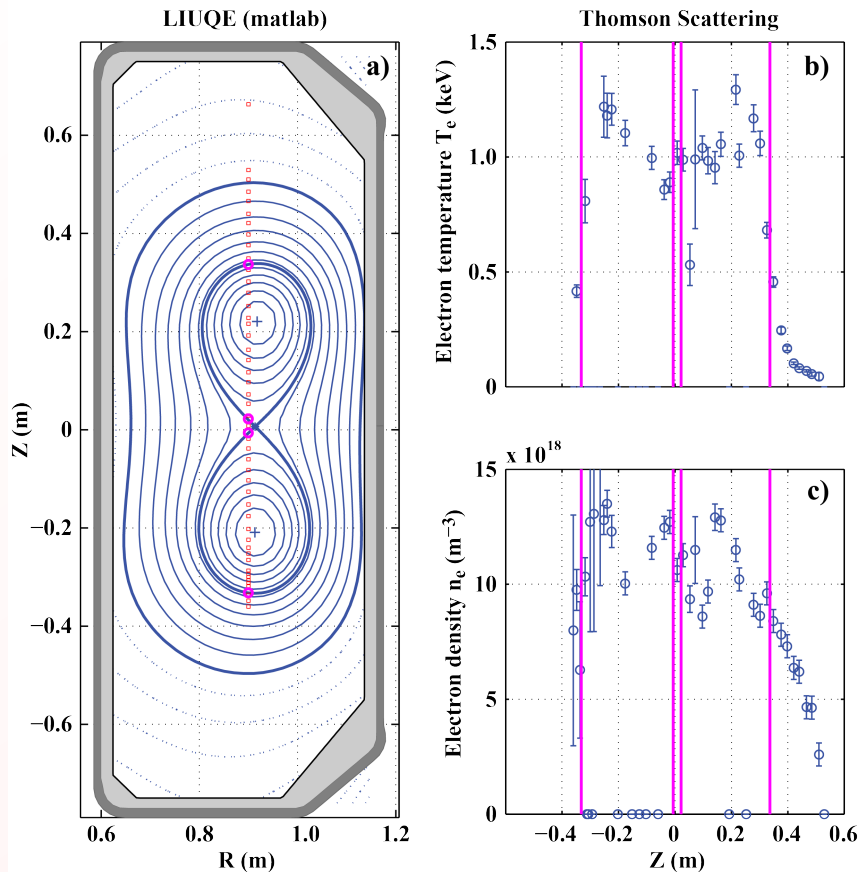 LIUQE (matlab)
a)
Z (m)
0.6
0.4
0.2
0
−0.2
−0.4
−0.6
0.6 0.8 1.0 1.2
R (m)
Thomson Scattering
b)
Electron temperature T_e (keV)
1.5
1.0
0.5
0
x 10^18
c)
Electron density n_e (m^−3)
15
10
5
0
−0.4 −0.2 0 0.2 0.4 0.6
Z (m)